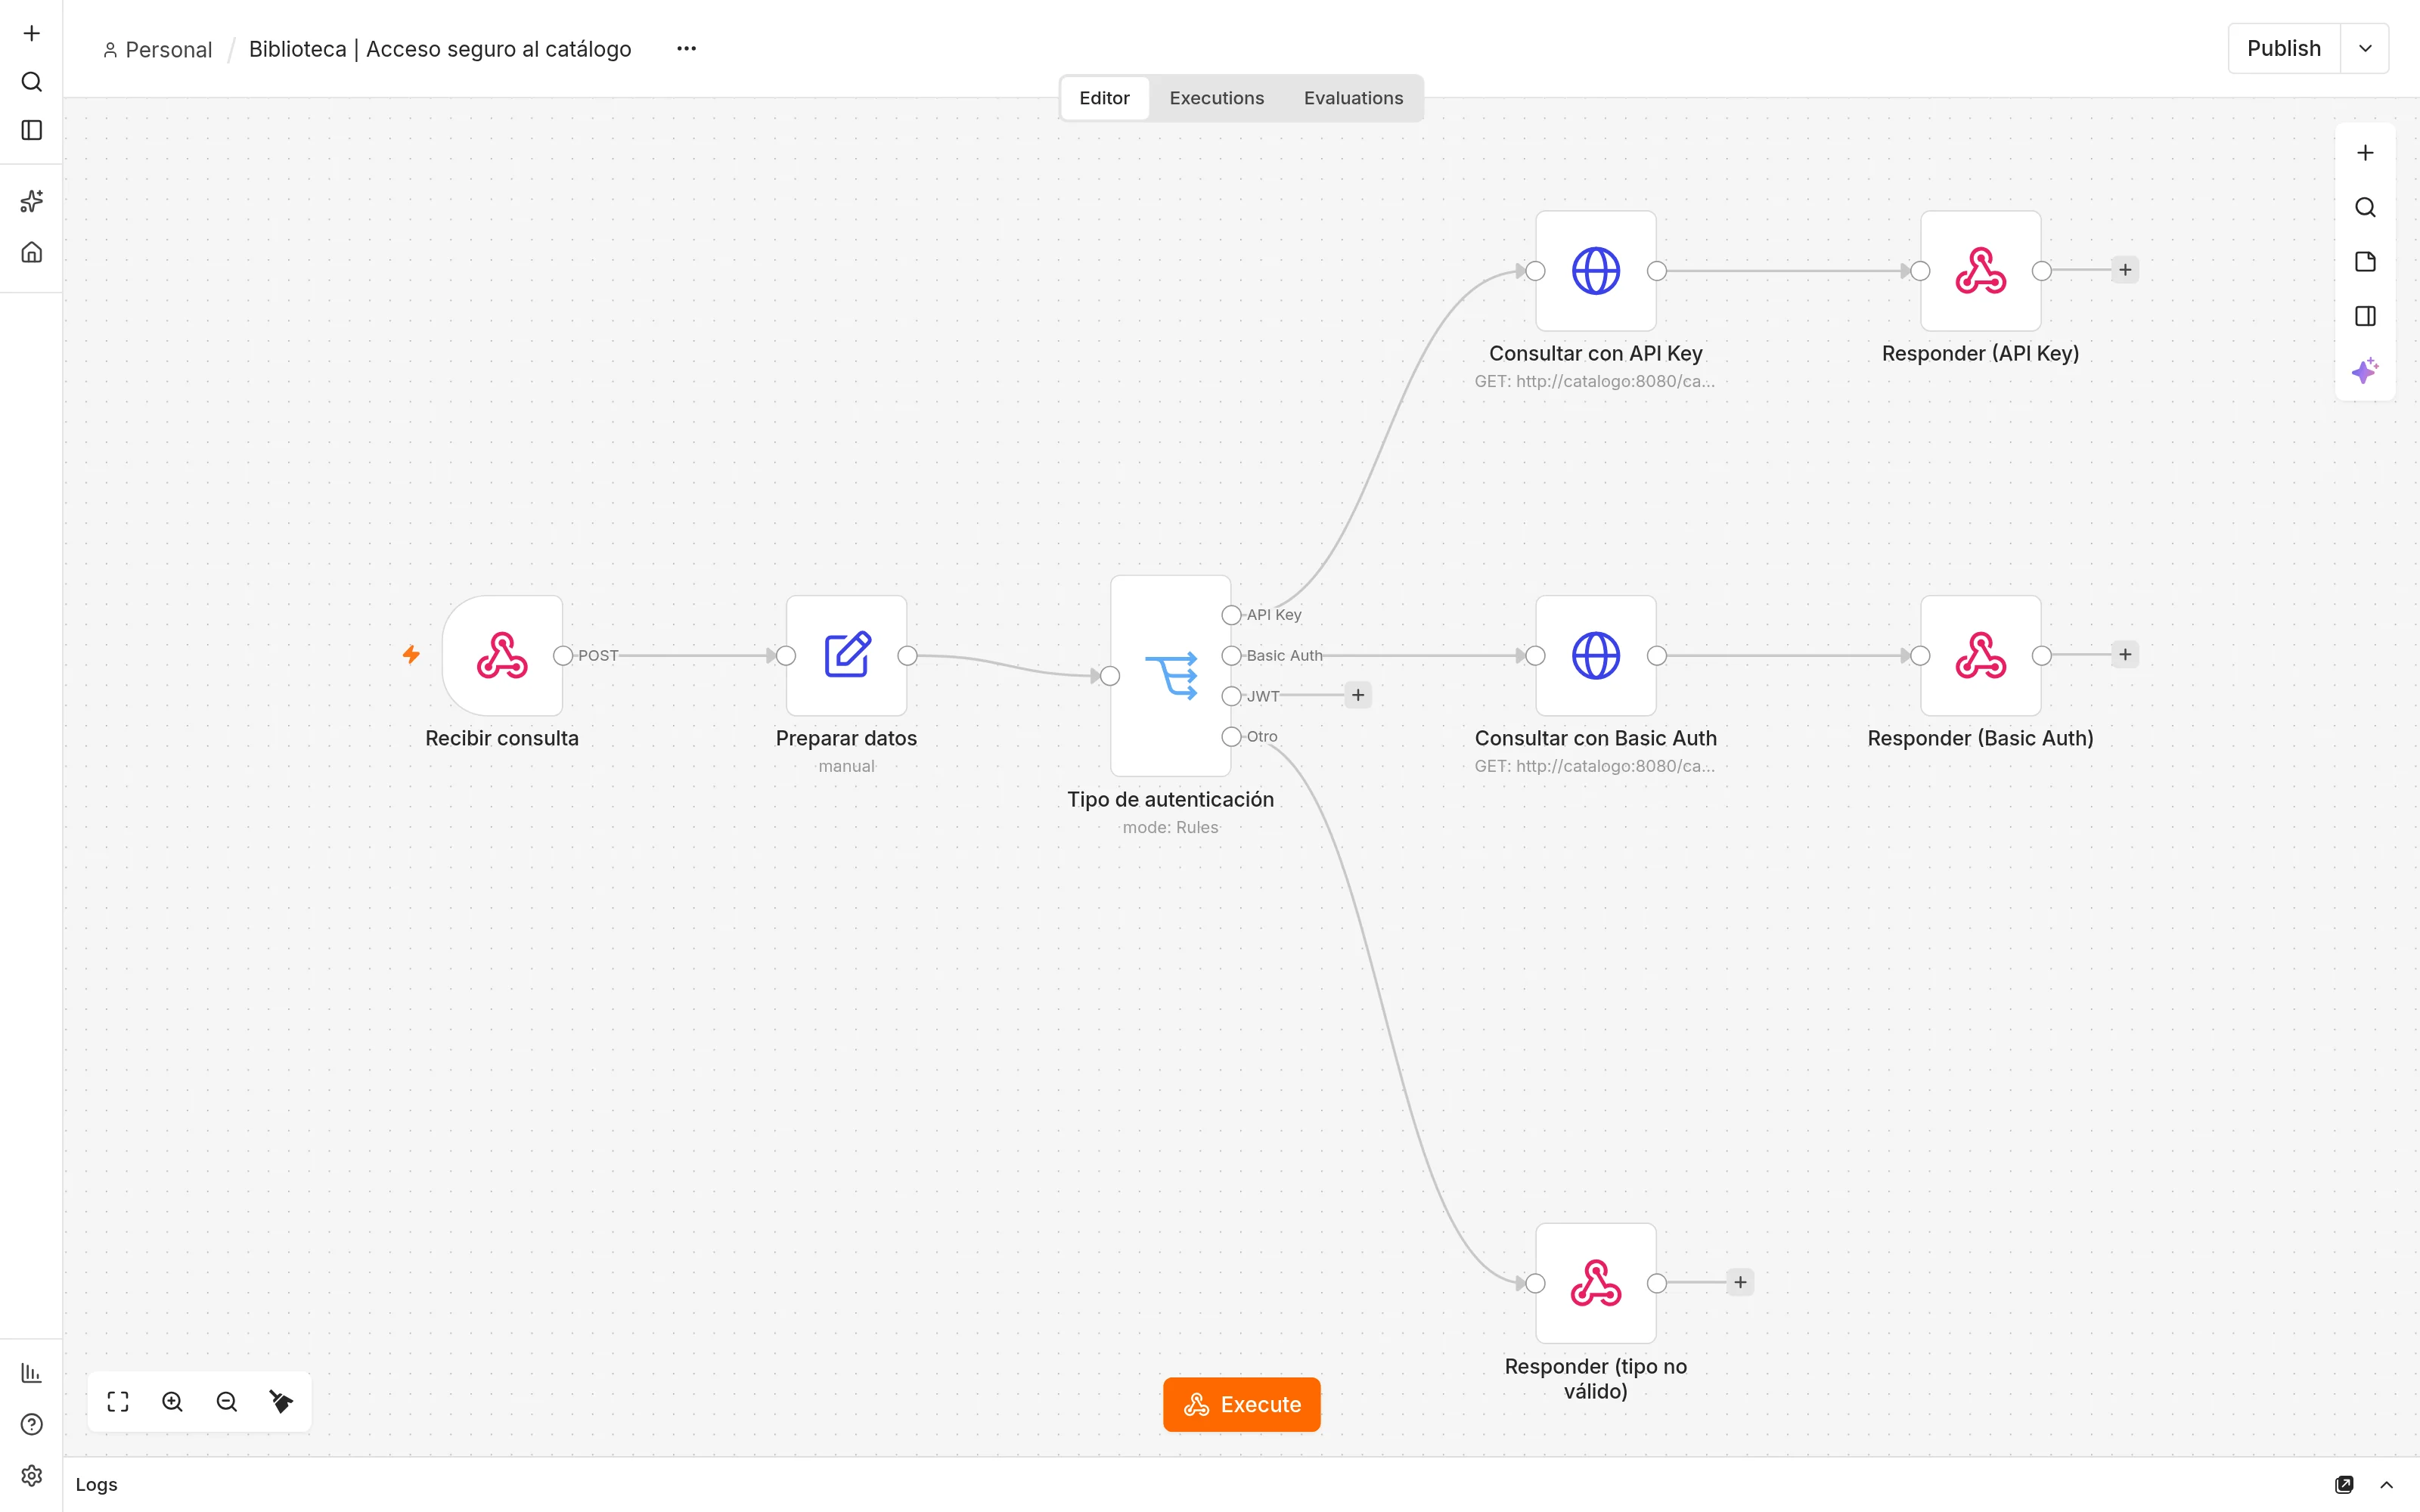 Personal / Biblioteca | Acceso seguro al catálogo
Publish
Editor Executions Evaluations
Consultar con API Key
GET: http://catalogo:8080/ca...
Responder (API Key)
POST
API Key
Basic Auth
JWT
Otro
Recibir consulta
Preparar datos
manual
Tipo de autenticación
mode: Rules
Consultar con Basic Auth
GET: http://catalogo:8080/ca...
Responder (Basic Auth)
Responder (tipo no
válido)
Execute
Logs